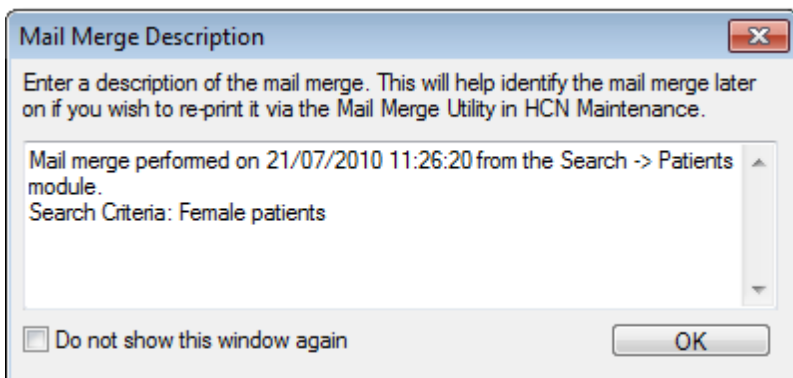 Mail Merge Description
Enter a description of the mail merge. This will help identify the mail merge later
on if you wish to re-print it via the Mail Merge Utility in HCN Maintenance.
Mail merge performed on 21/07/2010 11:26:20 from the Search -> Patients
module.
Search Criteria: Female patients
Do not show this window again
OK